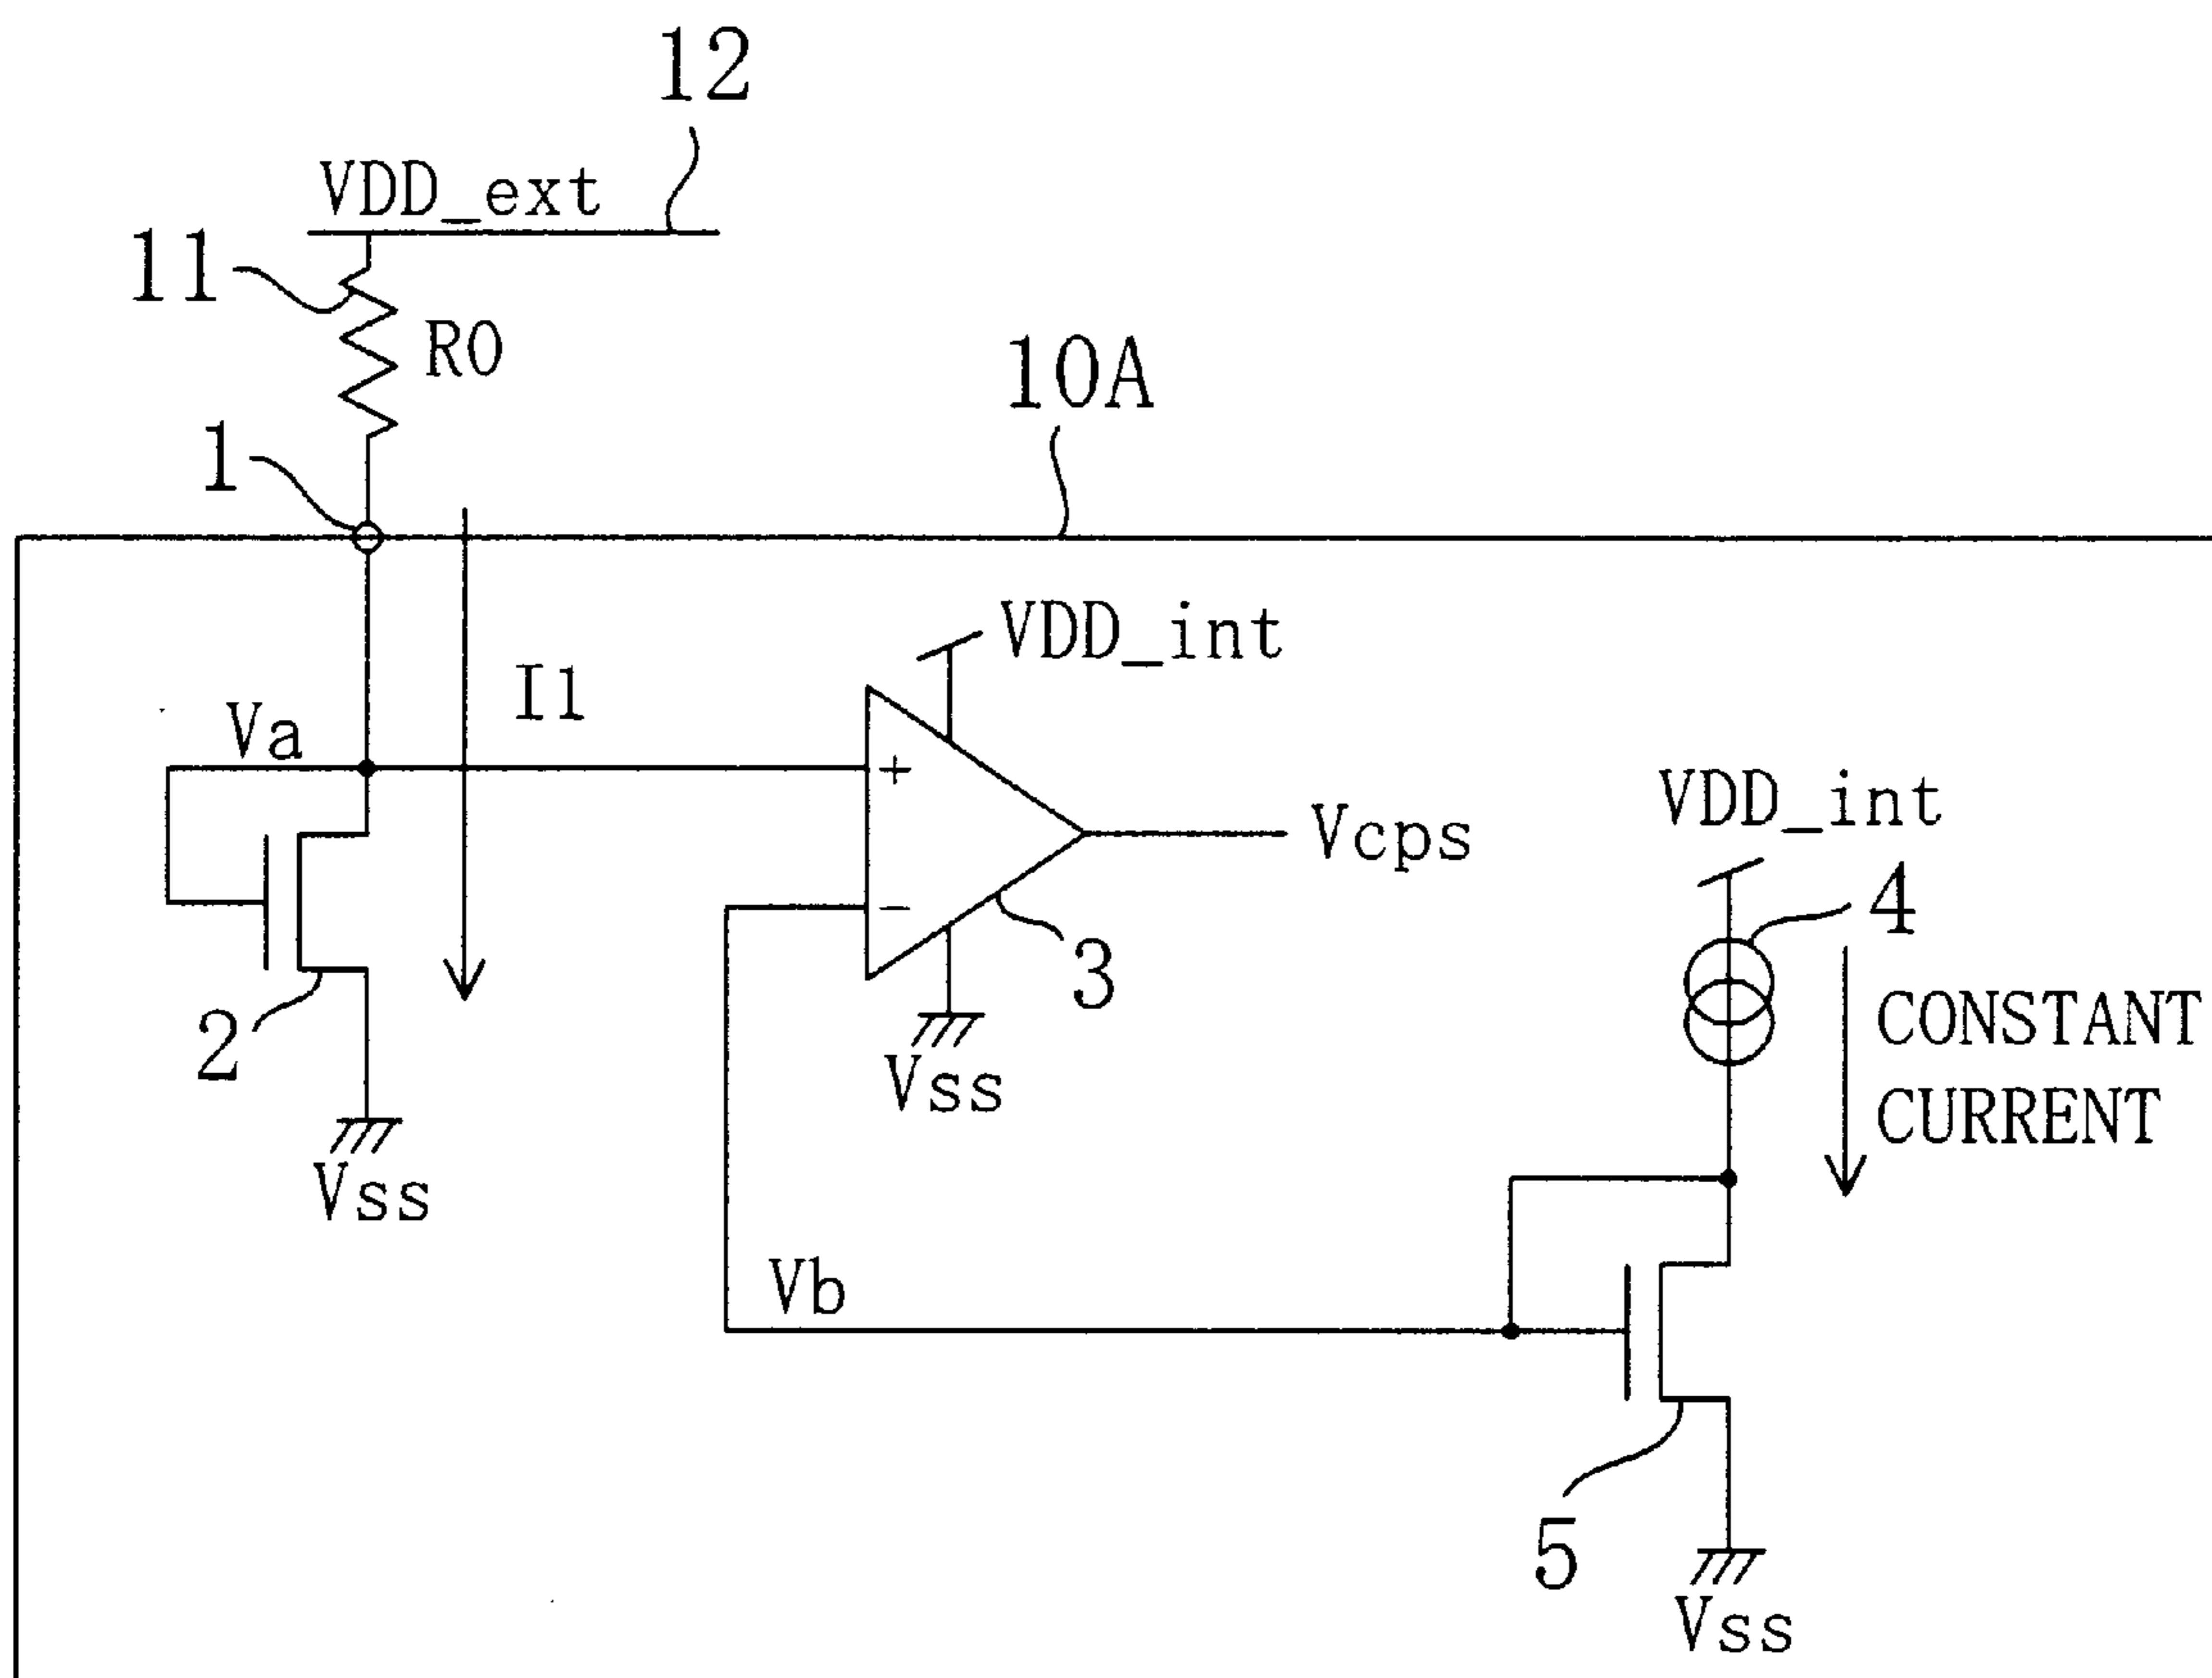 12
VDD_ext
11
R0
10A
1
VDD_int
I1
Va
+
VDD_int
Vcps
4
-
3
CONSTANT
2
Vss
CURRENT
Vss
Vb
5
Vss